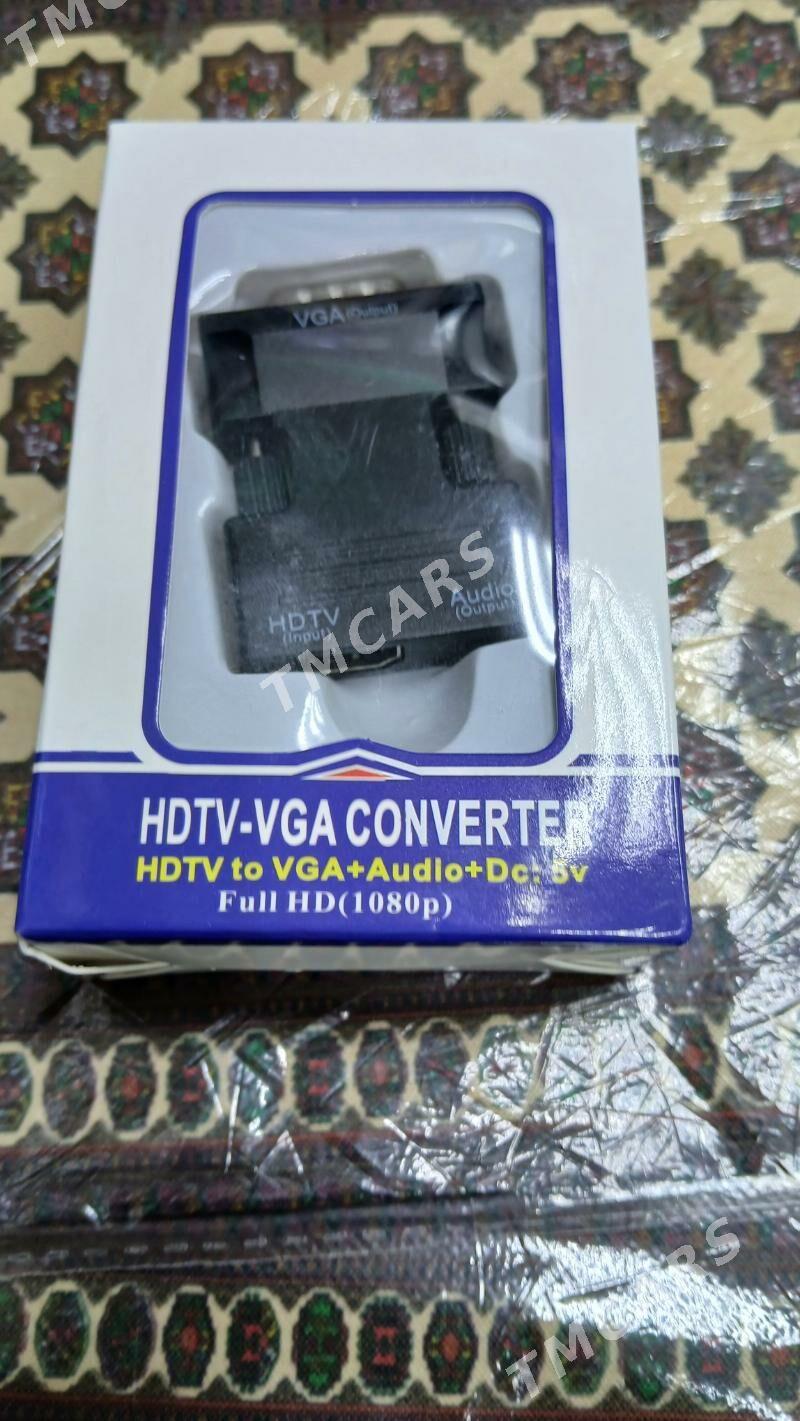 TMCARS
VGA (Output)
HDTV
(Input)
Audio
(Output)
TMCARS
HDTV-VGA CONVERTER
HDTV to VGA+Audio+Dc: 5v
Full HD(1080p)
TMCARS
TMCARS